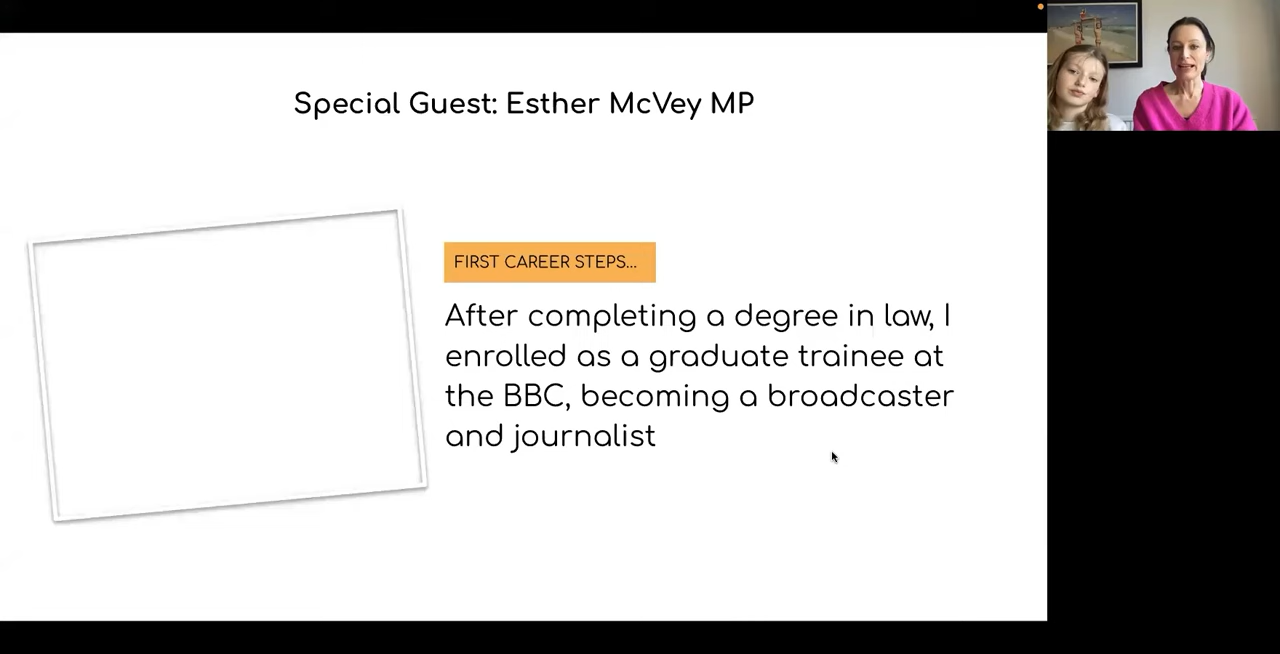 Special Guest: Esther McVey MP
FIRST CAREER STEPS...
After completing a degree in law, I
enrolled as a graduate trainee at
the BBC, becoming a broadcaster
and journalist